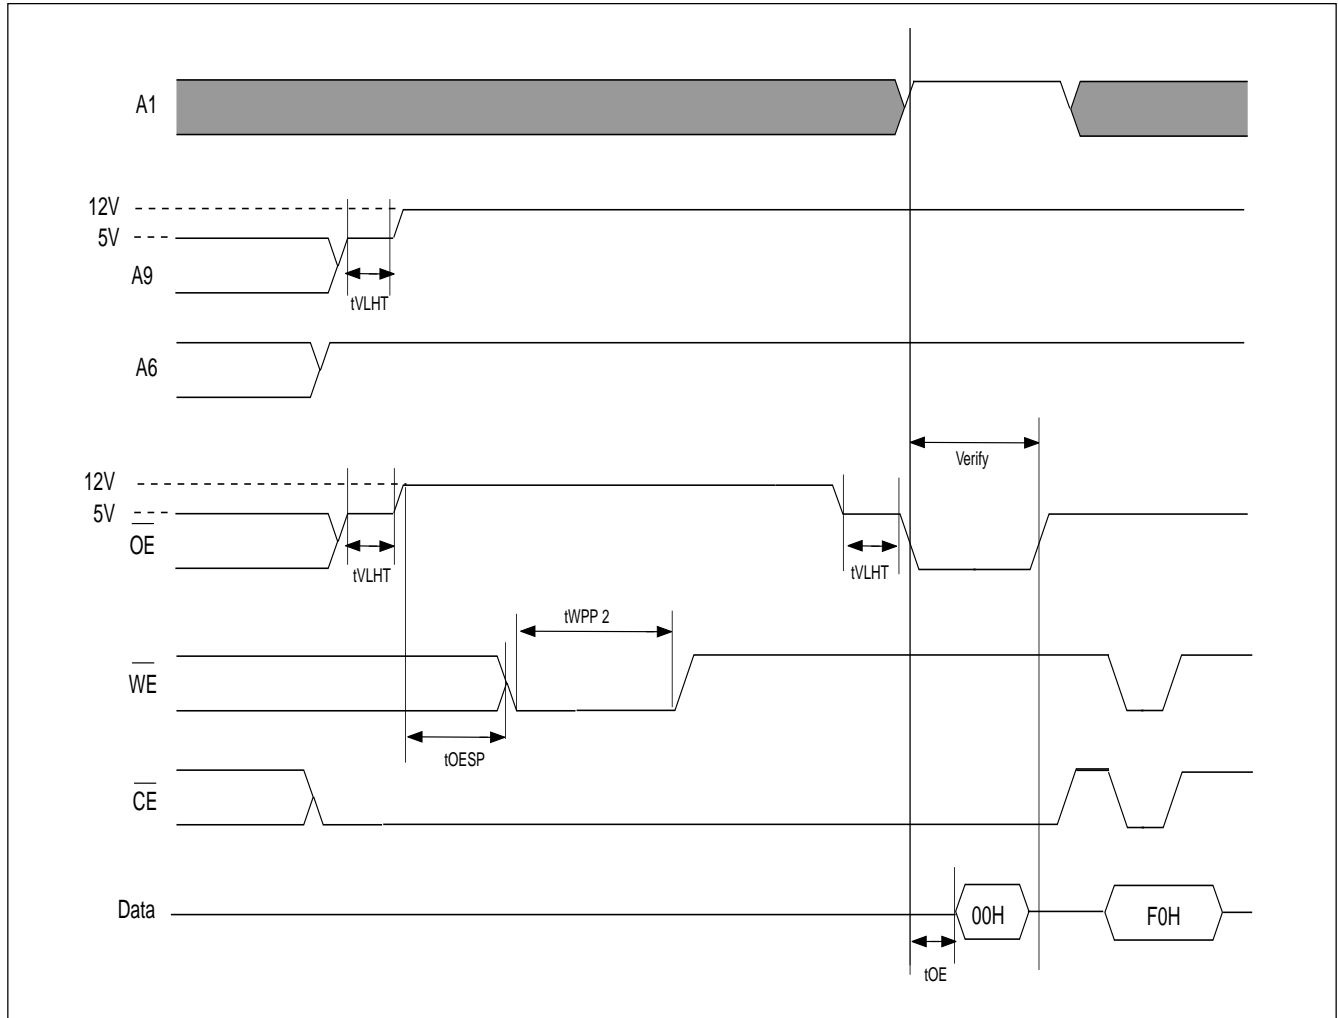 A1
12V
5V
A9
tVLHT
A6
Verify
12V
5V
OE
tVLHT
tVLHT
tWPP 2
WE
tOESP
CE
Data
00H
F0H
tOE